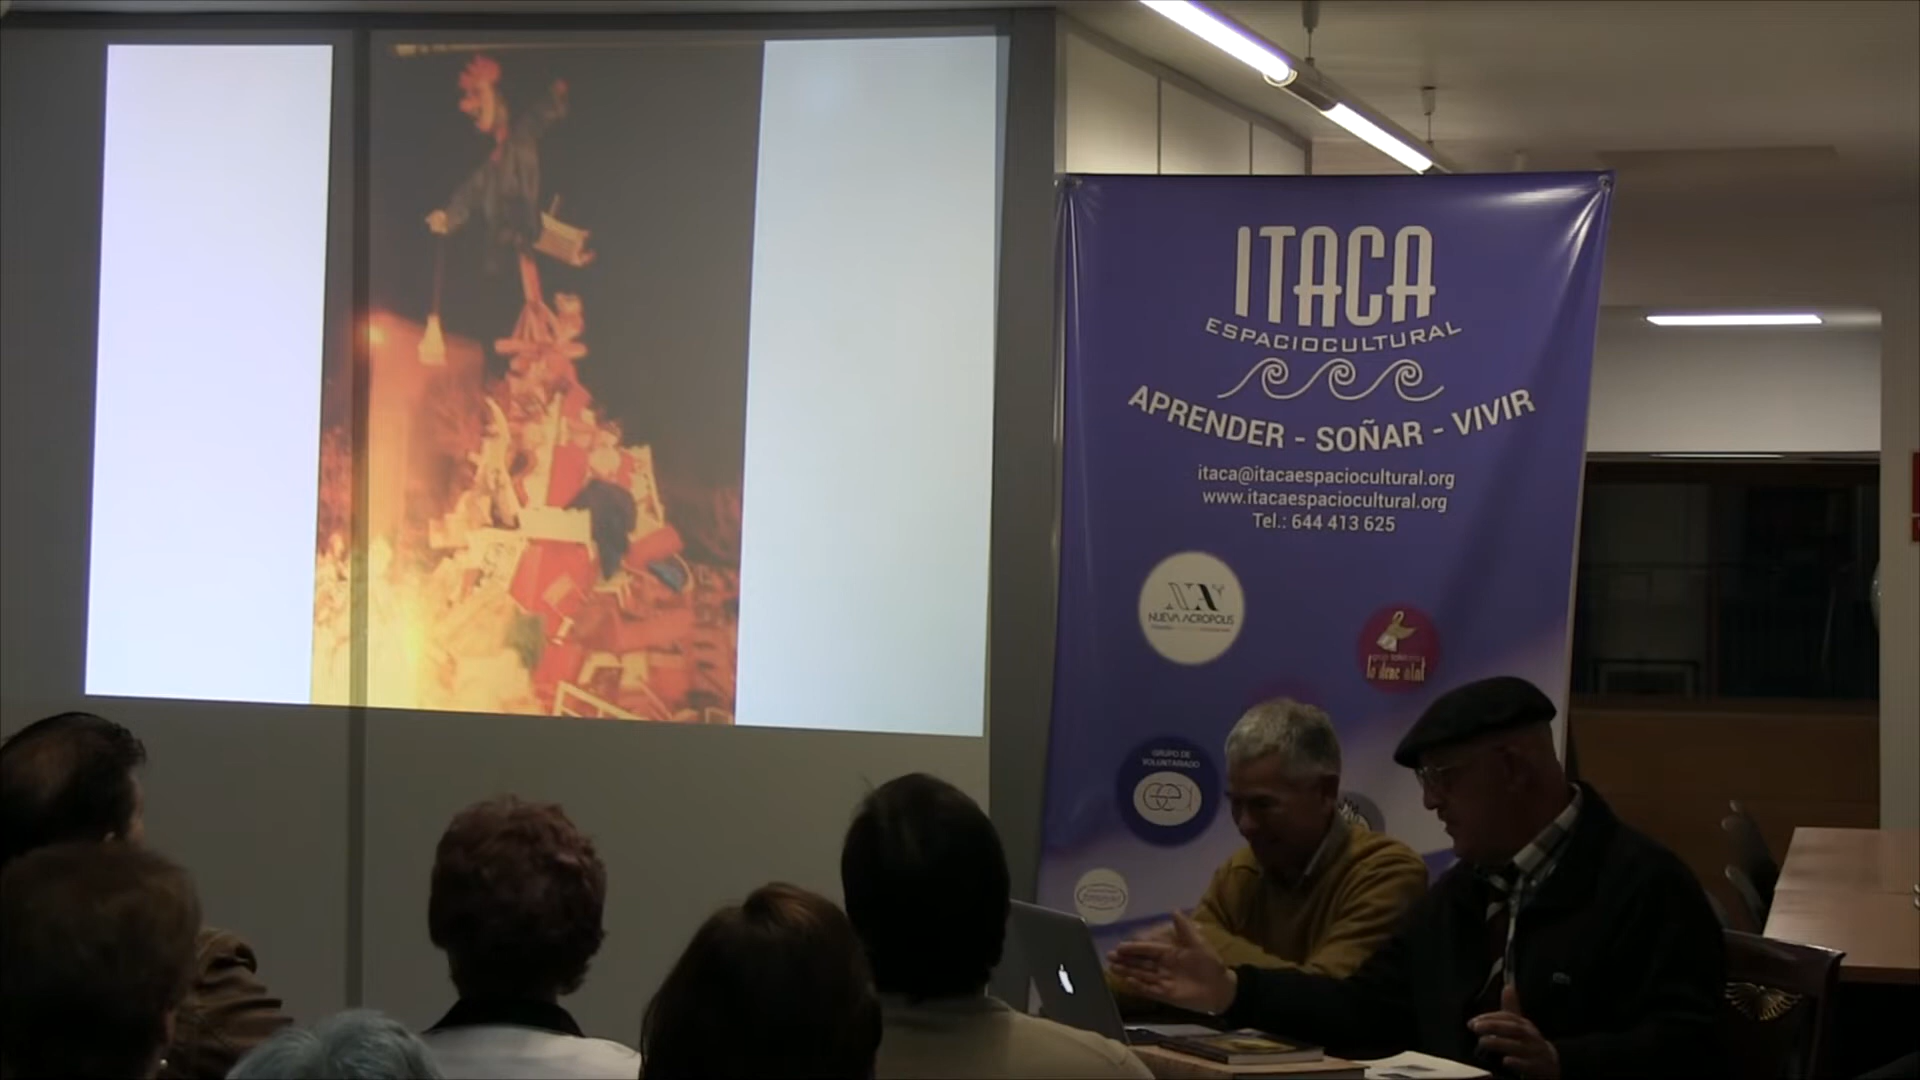 ITACA
ESPACIOCULTURAL
APRENDER - SOÑAR - VIVIR
itaca@itacaespaciocultural.org
www.itacaespaciocultural.org
Tel.: 644 413 625
NUEVA ACROPOLIS
GRUPO DE
VOLUNTARIADO